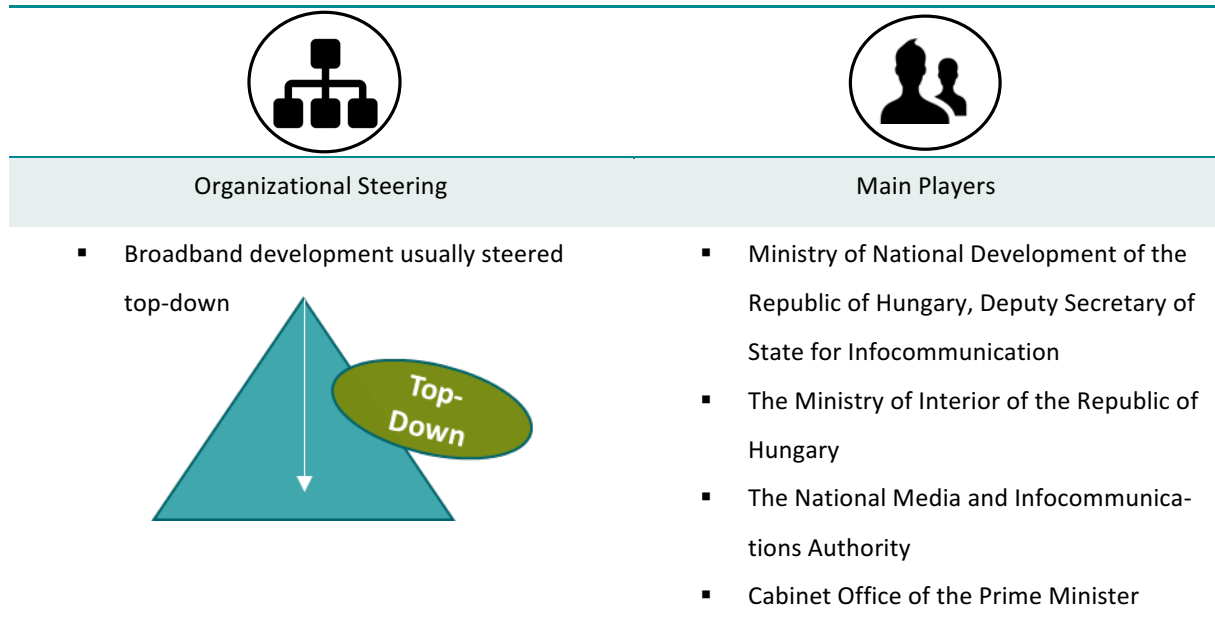 Organizational Steering
Main Players
▪ Broadband development usually steered
top-down
Top-
Down
▪ Ministry of National Development of the
Republic of Hungary, Deputy Secretary of
State for Infocommunication
▪ The Ministry of Interior of the Republic of
Hungary
▪ The National Media and Infocommunica-
tions Authority
▪ Cabinet Office of the Prime Minister